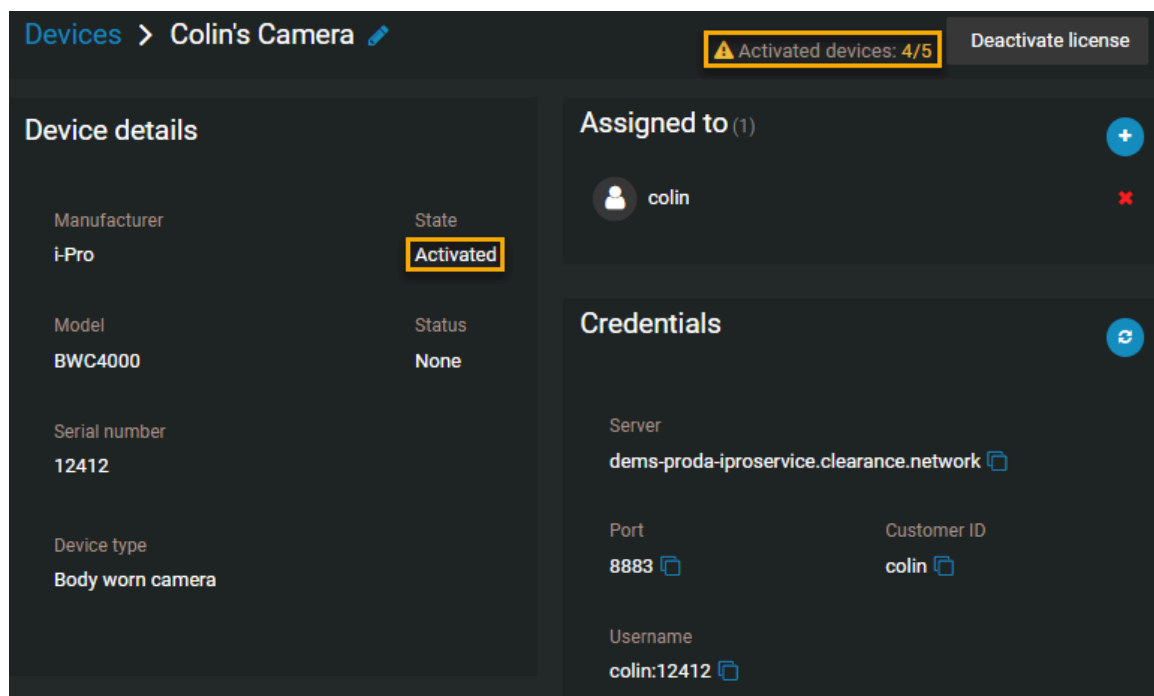 Devices > Colin's Camera
Activated devices: 4/5
Deactivate license
Device details
Manufacturer
State
i-Pro
Activated
Model
Status
BWC4000
None
Serial number
12412
Device type
Body worn camera
Assigned to (1)
colin
Credentials
Server
dems-proda-iproservice.clearance.network
Port
Customer ID
8883
colin
Username
colin:12412